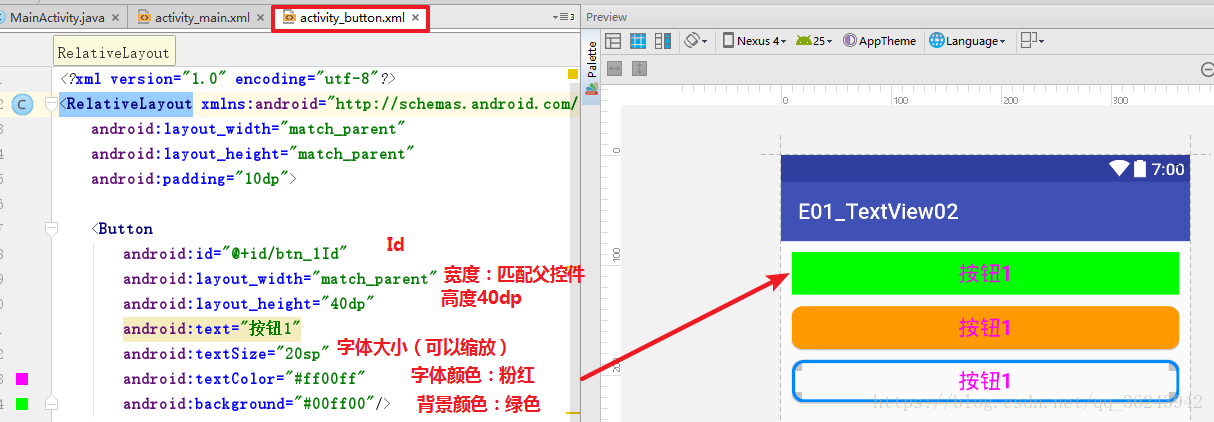 MainActivity.java
activity_main.xml
activity_button.xml
3
Preview
RelativeLayout
Palette
Nexus 4
25
AppTheme
Language
<?xml version="1.0" encoding="utf-8"?>
<RelativeLayout xmlns:android="http://schemas.android.com/
android:layout_width="match_parent"
android:layout_height="match_parent"
android:padding="10dp">
<Button
android:id="@+id/btn_1Id"
Id
android:layout_width="match_parent"
宽度：匹配父控件
android:layout_height="40dp"
高度40dp
android:text="按钮1"
android:textSize="20sp"
字体大小（可以缩放）
android:textColor="#ff00ff"
字体颜色：粉红
android:background="#00ff00"/>
背景颜色：绿色
0
100
200
300
0
100
200
7:00
E01_TextView02
按钮1
按钮1
按钮1
https://blog.csdn.net/qq_36243942